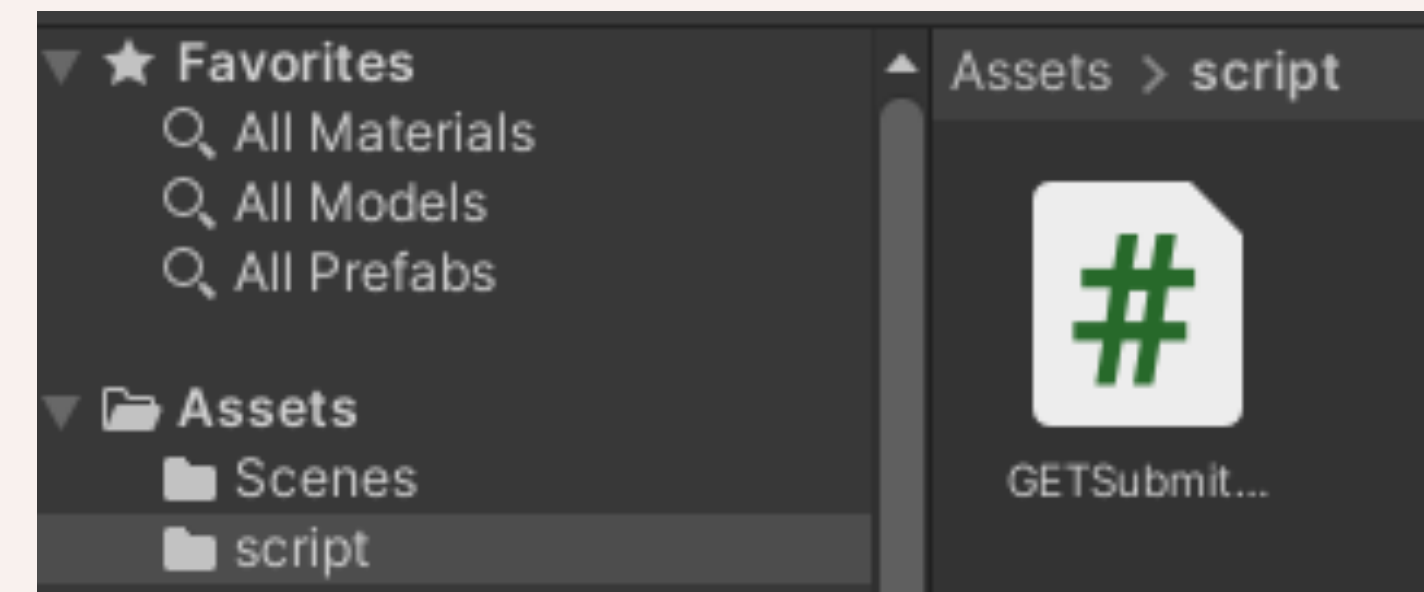 Favorites
All Materials
All Models
All Prefabs
Assets
Scenes
script
Assets > script
#
GETSubmit...